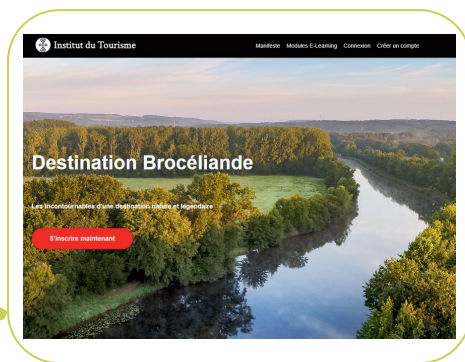 Institut du Tourisme
Manifeste Modules E-Learning Connexion Créer un compte
Destination Brocéliande
Les incontournables d'une destination nature et légendaire
S'inscrire maintenant